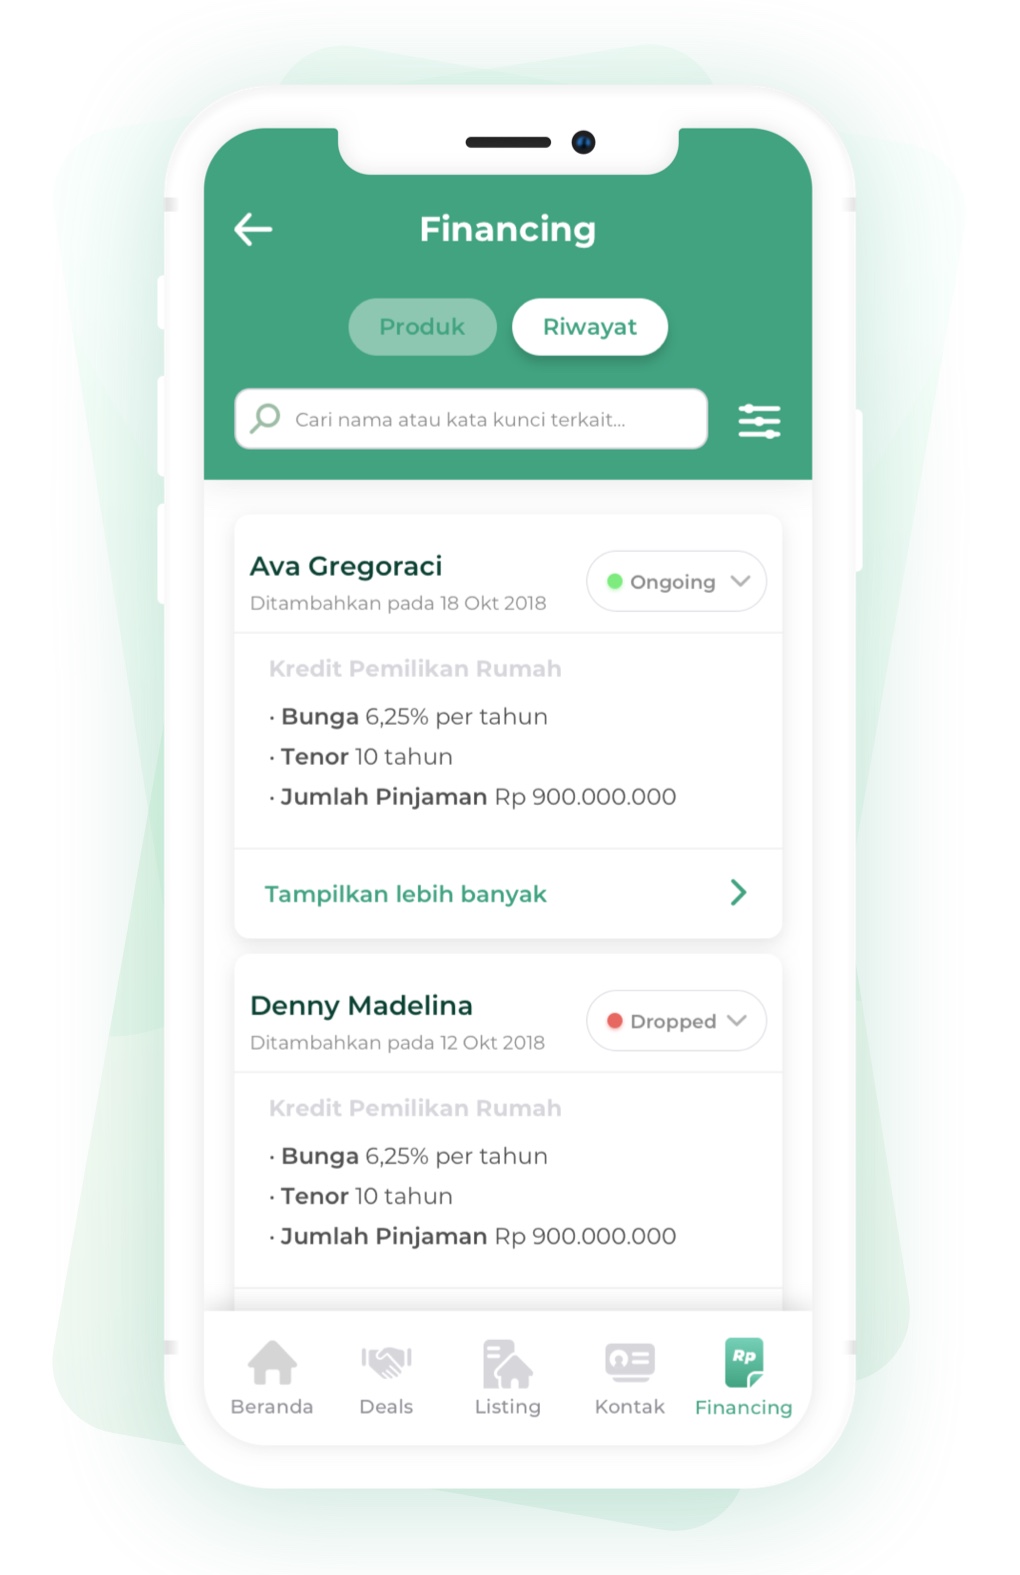 Financing
Produk
Riwayat
Cari nama atau kata kunci terkait...
Ava Gregoraci
Ongoing
Ditambahkan pada 18 Okt 2018
Kredit Pemilikan Rumah
· Bunga 6,25% per tahun
· Tenor 10 tahun
· Jumlah Pinjaman Rp 900.000.000
Tampilkan lebih banyak
Denny Madelina
Dropped
Ditambahkan pada 12 Okt 2018
Kredit Pemilikan Rumah
· Bunga 6,25% per tahun
· Tenor 10 tahun
· Jumlah Pinjaman Rp 900.000.000
Rp
Beranda
Deals
Listing
Kontak
Financing